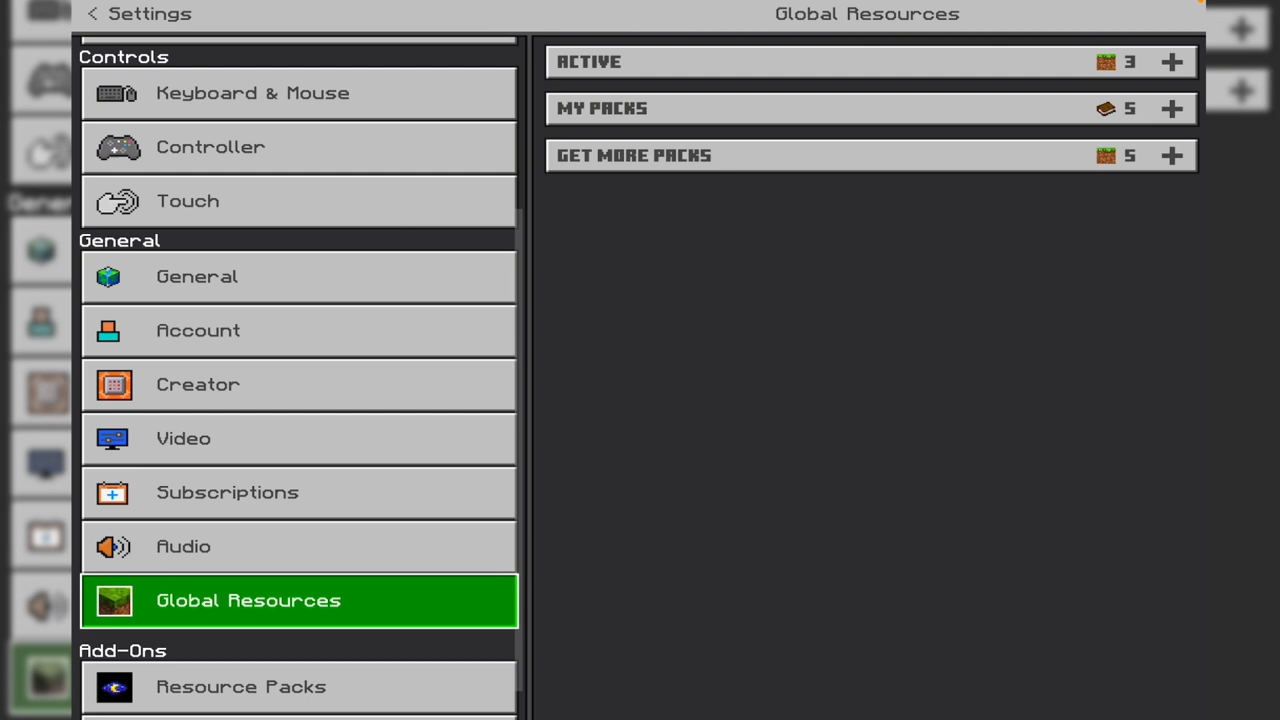 Settings
Global Resources
Controls
Keyboard & Mouse
Controller
Touch
General
General
Account
Creator
Video
Subscriptions
Audio
Global Resources
Add-Ons
Resource Packs
ACTIVE 3
MY PACKS 5
GET MORE PACKS 5